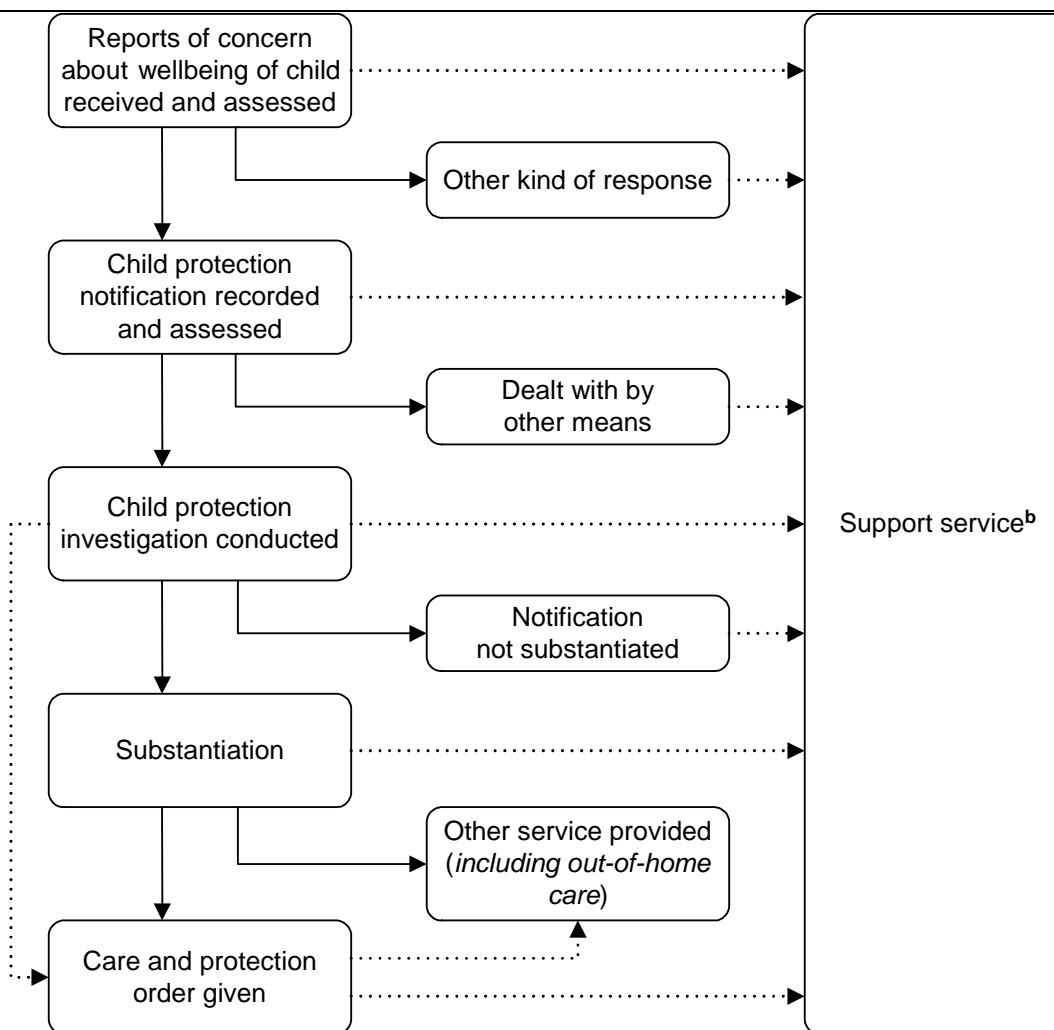 Reports of concern
about wellbeing of child
received and assessed
Other kind of response
Child protection
notification recorded
and assessed
Dealt with by
other means
Child protection
investigation conducted
Support serviceb
Notification
not substantiated
Substantiation
Other service provided
(including out-of-home
care)
Care and protection
order given